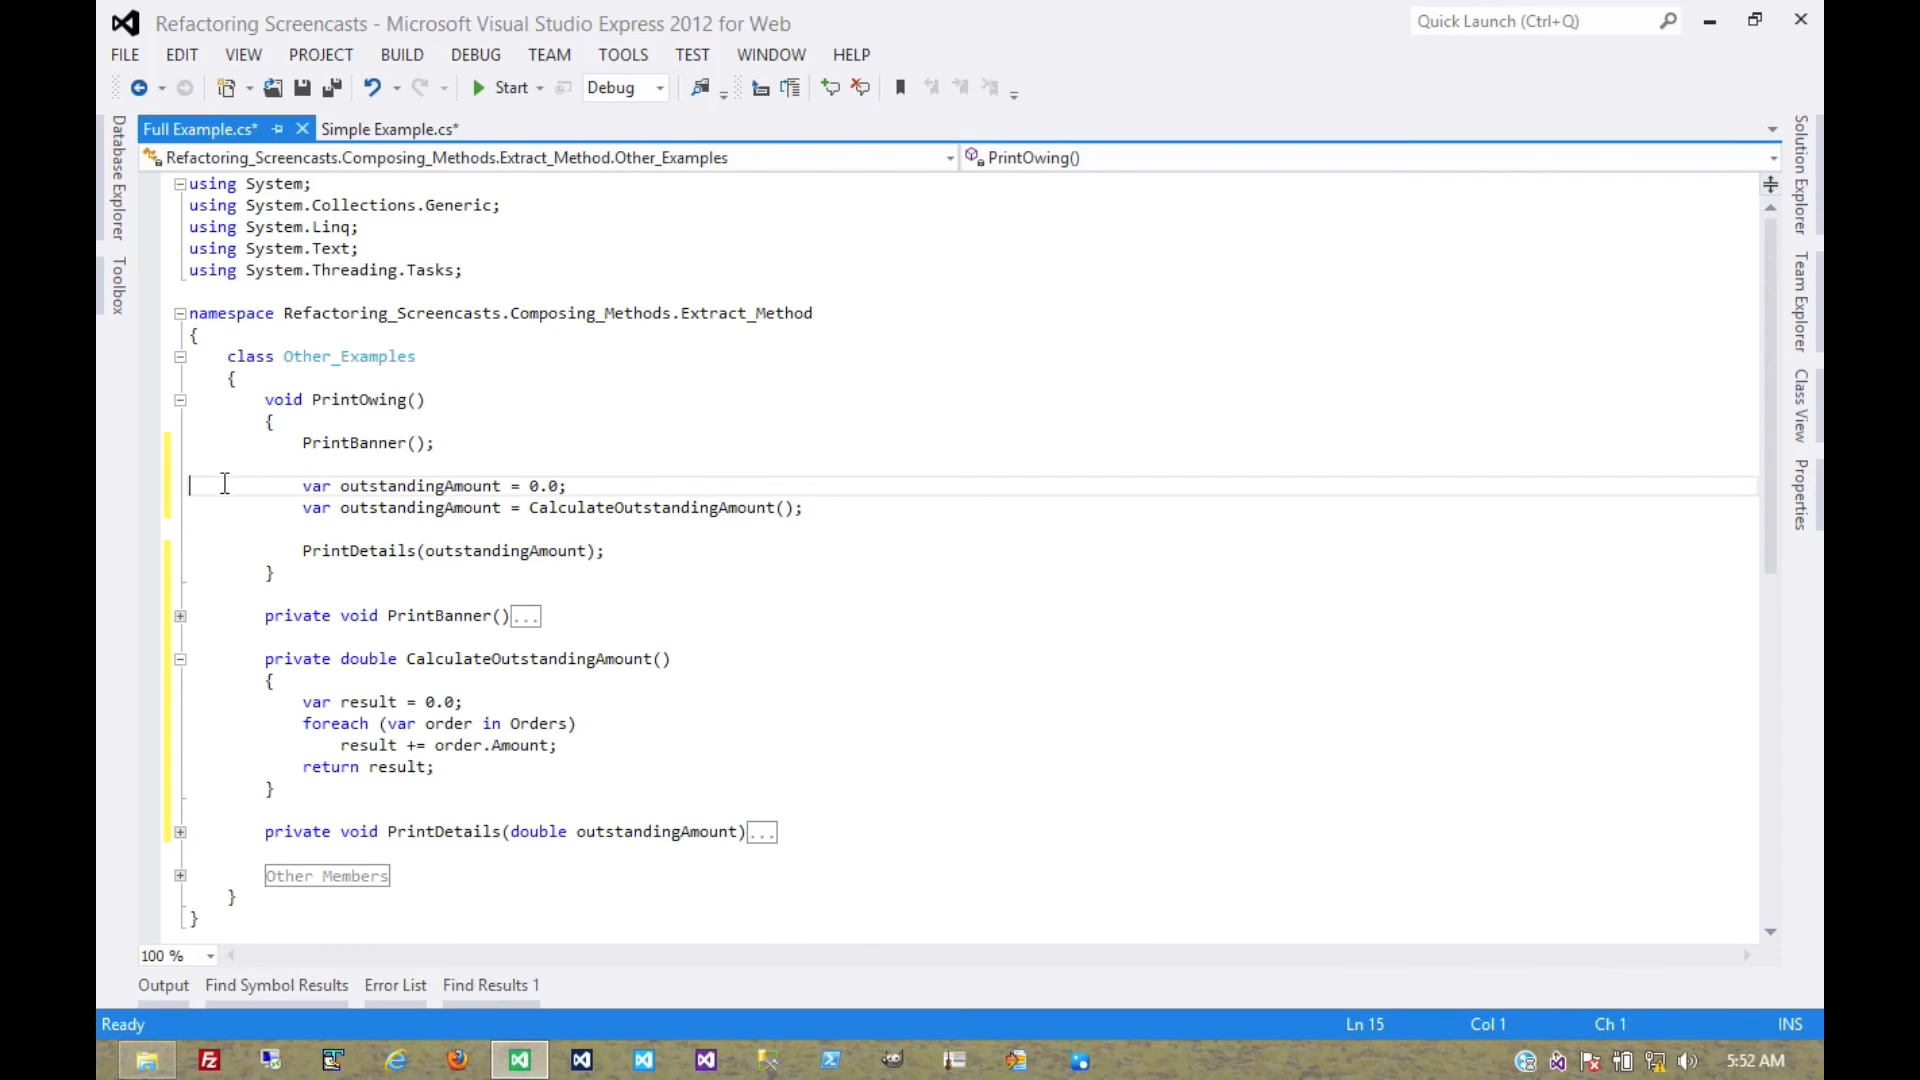 Refactoring Screencasts - Microsoft Visual Studio Express 2012 for Web
Quick Launch (Ctrl+Q)
FILE EDIT VIEW PROJECT BUILD DEBUG TEAM TOOLS TEST WINDOW HELP
Start Debug
Full Example.cs* Simple Example.cs*
Refactoring_Screencasts.Composing_Methods.Extract_Method.Other_Examples PrintOwing()
Database Explorer
Toolbox
using System;
using System.Collections.Generic;
using System.Linq;
using System.Text;
using System.Threading.Tasks;
namespace Refactoring_Screencasts.Composing_Methods.Extract_Method
{
class Other_Examples
{
void PrintOwing()
{
PrintBanner();
var outstandingAmount = 0.0;
var outstandingAmount = CalculateOutstandingAmount();
PrintDetails(outstandingAmount);
}
private void PrintBanner()...
private double CalculateOutstandingAmount()
{
var result = 0.0;
foreach (var order in Orders)
result += order.Amount;
return result;
}
private void PrintDetails(double outstandingAmount)...
Other Members
}
}
Solution Explorer
Team Explorer
Class View
Properties
100 %
Output Find Symbol Results Error List Find Results 1
Ready Ln 15 Col 1 Ch 1 INS
5:52 AM